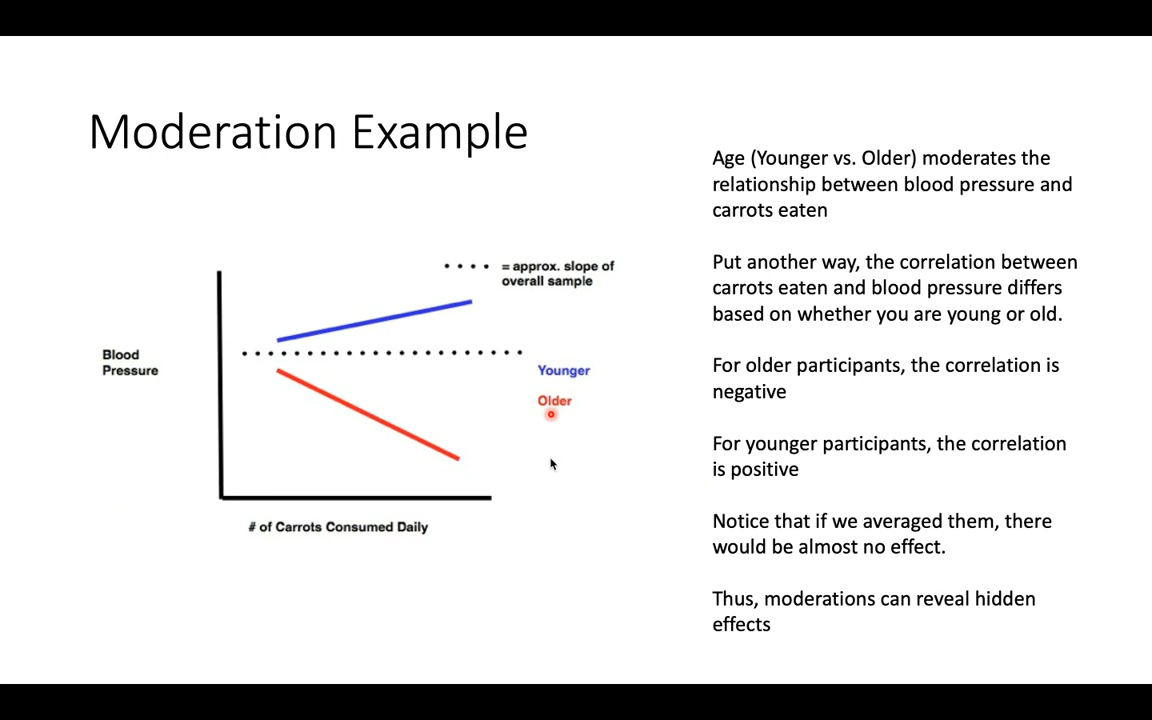 Moderation Example
Age (Younger vs. Older) moderates the
relationship between blood pressure and
carrots eaten
Put another way, the correlation between
carrots eaten and blood pressure differs
based on whether you are young or old.
For older participants, the correlation is
negative
For younger participants, the correlation
is positive
Notice that if we averaged them, there
would be almost no effect.
Thus, moderations can reveal hidden
effects
= approx. slope of
overall sample
Blood
Pressure
Younger
Older
# of Carrots Consumed Daily